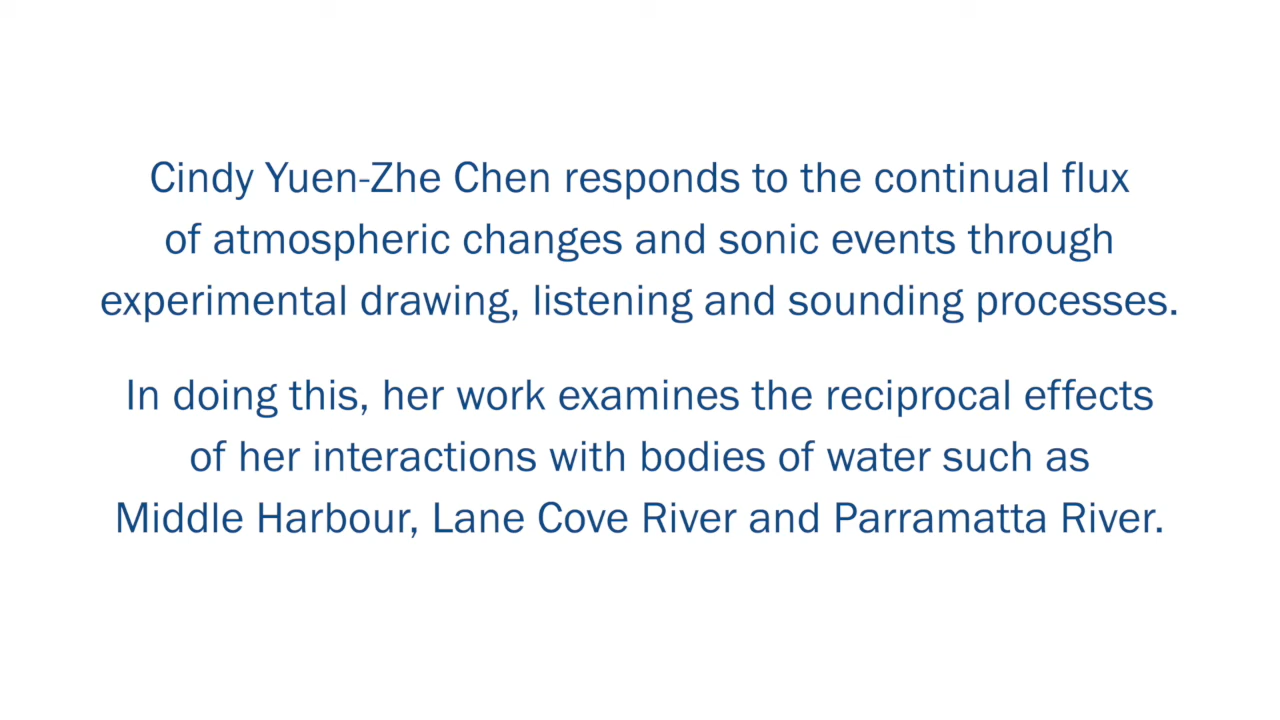 Cindy Yuen-Zhe Chen responds to the continual flux
of atmospheric changes and sonic events through
experimental drawing, listening and sounding processes.
In doing this, her work examines the reciprocal effects
of her interactions with bodies of water such as
Middle Harbour, Lane Cove River and Parramatta River.